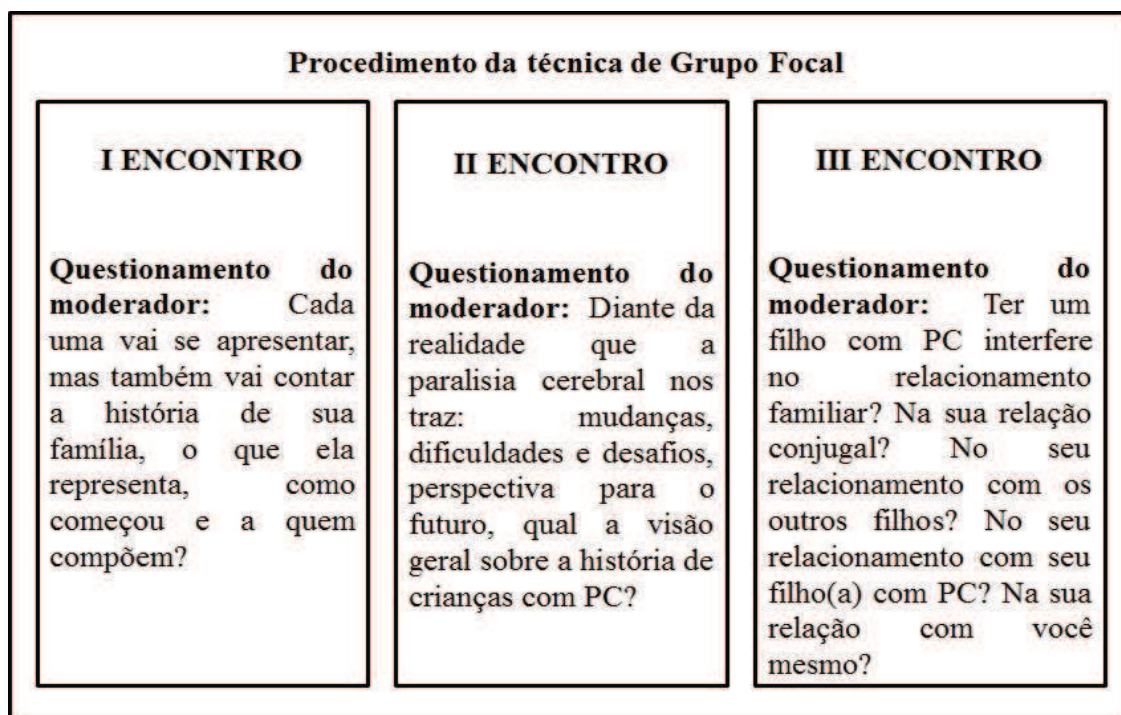 Procedimento da técnica de Grupo Focal
I ENCONTRO
Questionamento do
moderador: Cada
uma vai se apresentar,
mas também vai contar
a história de sua
família, o que ela
representa, como
começou e a quem
compõem?
II ENCONTRO
Questionamento do
moderador: Diante da
realidade que a
paralisia cerebral nos
traz: mudanças,
dificuldades e desafios,
perspectiva para o
futuro, qual a visão
geral sobre a história de
crianças com PC?
III ENCONTRO
Questionamento do
moderador: Ter um
filho com PC interfere
no relacionamento
familiar? Na sua relação
conjugal? No seu
relacionamento com os
outros filhos? No seu
relacionamento com seu
filho(a) com PC? Na sua
relação com você
mesmo?